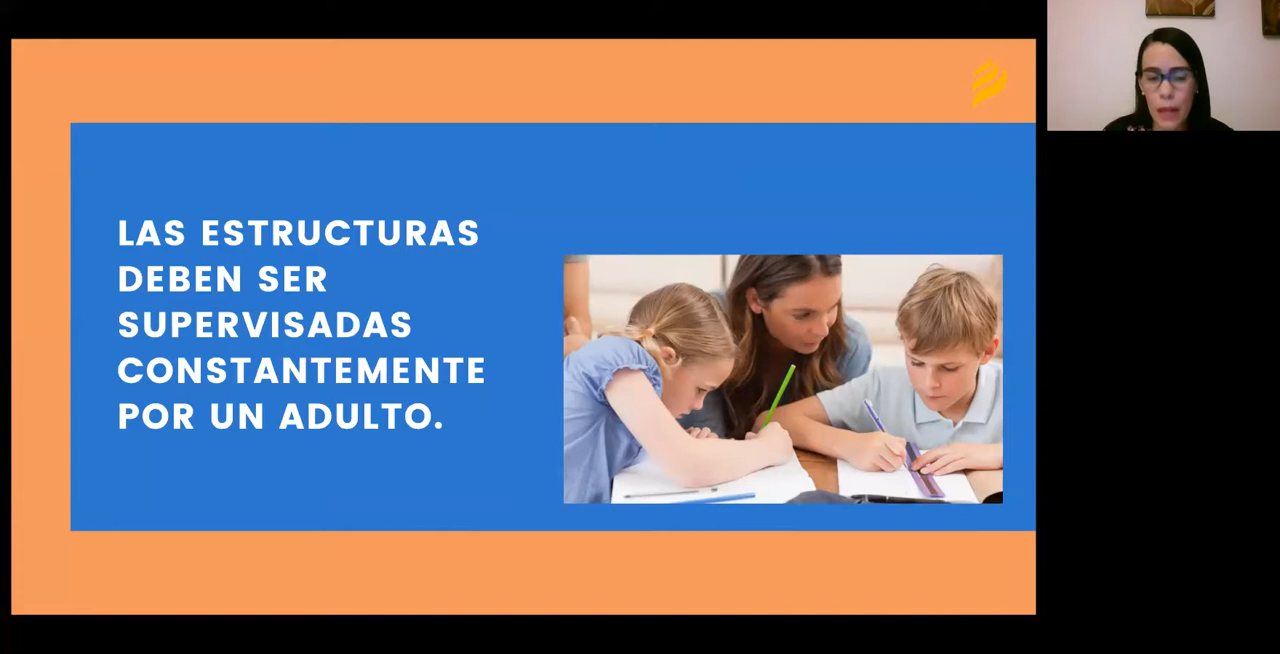 LAS ESTRUCTURAS
DEBEN SER
SUPERVISADAS
CONSTANTEMENTE
POR UN ADULTO.